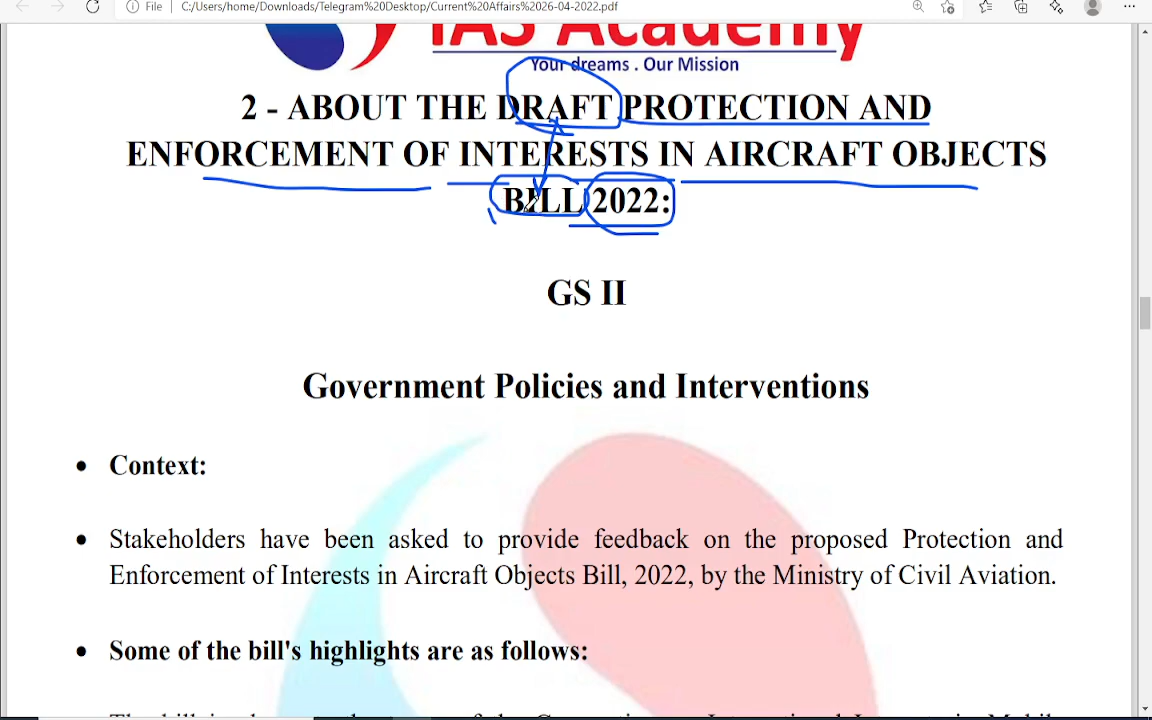 File
C:/Users/home/Downloads/Telegram%20Desktop/Current%20Affairs%2026-04-2022.pdf
IAS Academy
Your dreams . Our Mission
2 - ABOUT THE DRAFT PROTECTION AND
ENFORCEMENT OF INTERESTS IN AIRCRAFT OBJECTS
BILL 2022:
GS II
Government Policies and Interventions
• Context:
• Stakeholders have been asked to provide feedback on the proposed Protection and
Enforcement of Interests in Aircraft Objects Bill, 2022, by the Ministry of Civil Aviation.
• Some of the bill's highlights are as follows: